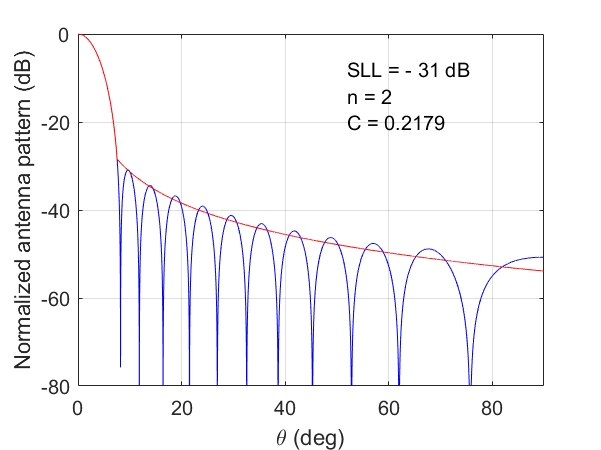 Normalized antenna pattern (dB)
0
-20
-40
-60
-80
SLL = - 31 dB
n = 2
C = 0.2179
0 20 40 60 80
θ (deg)